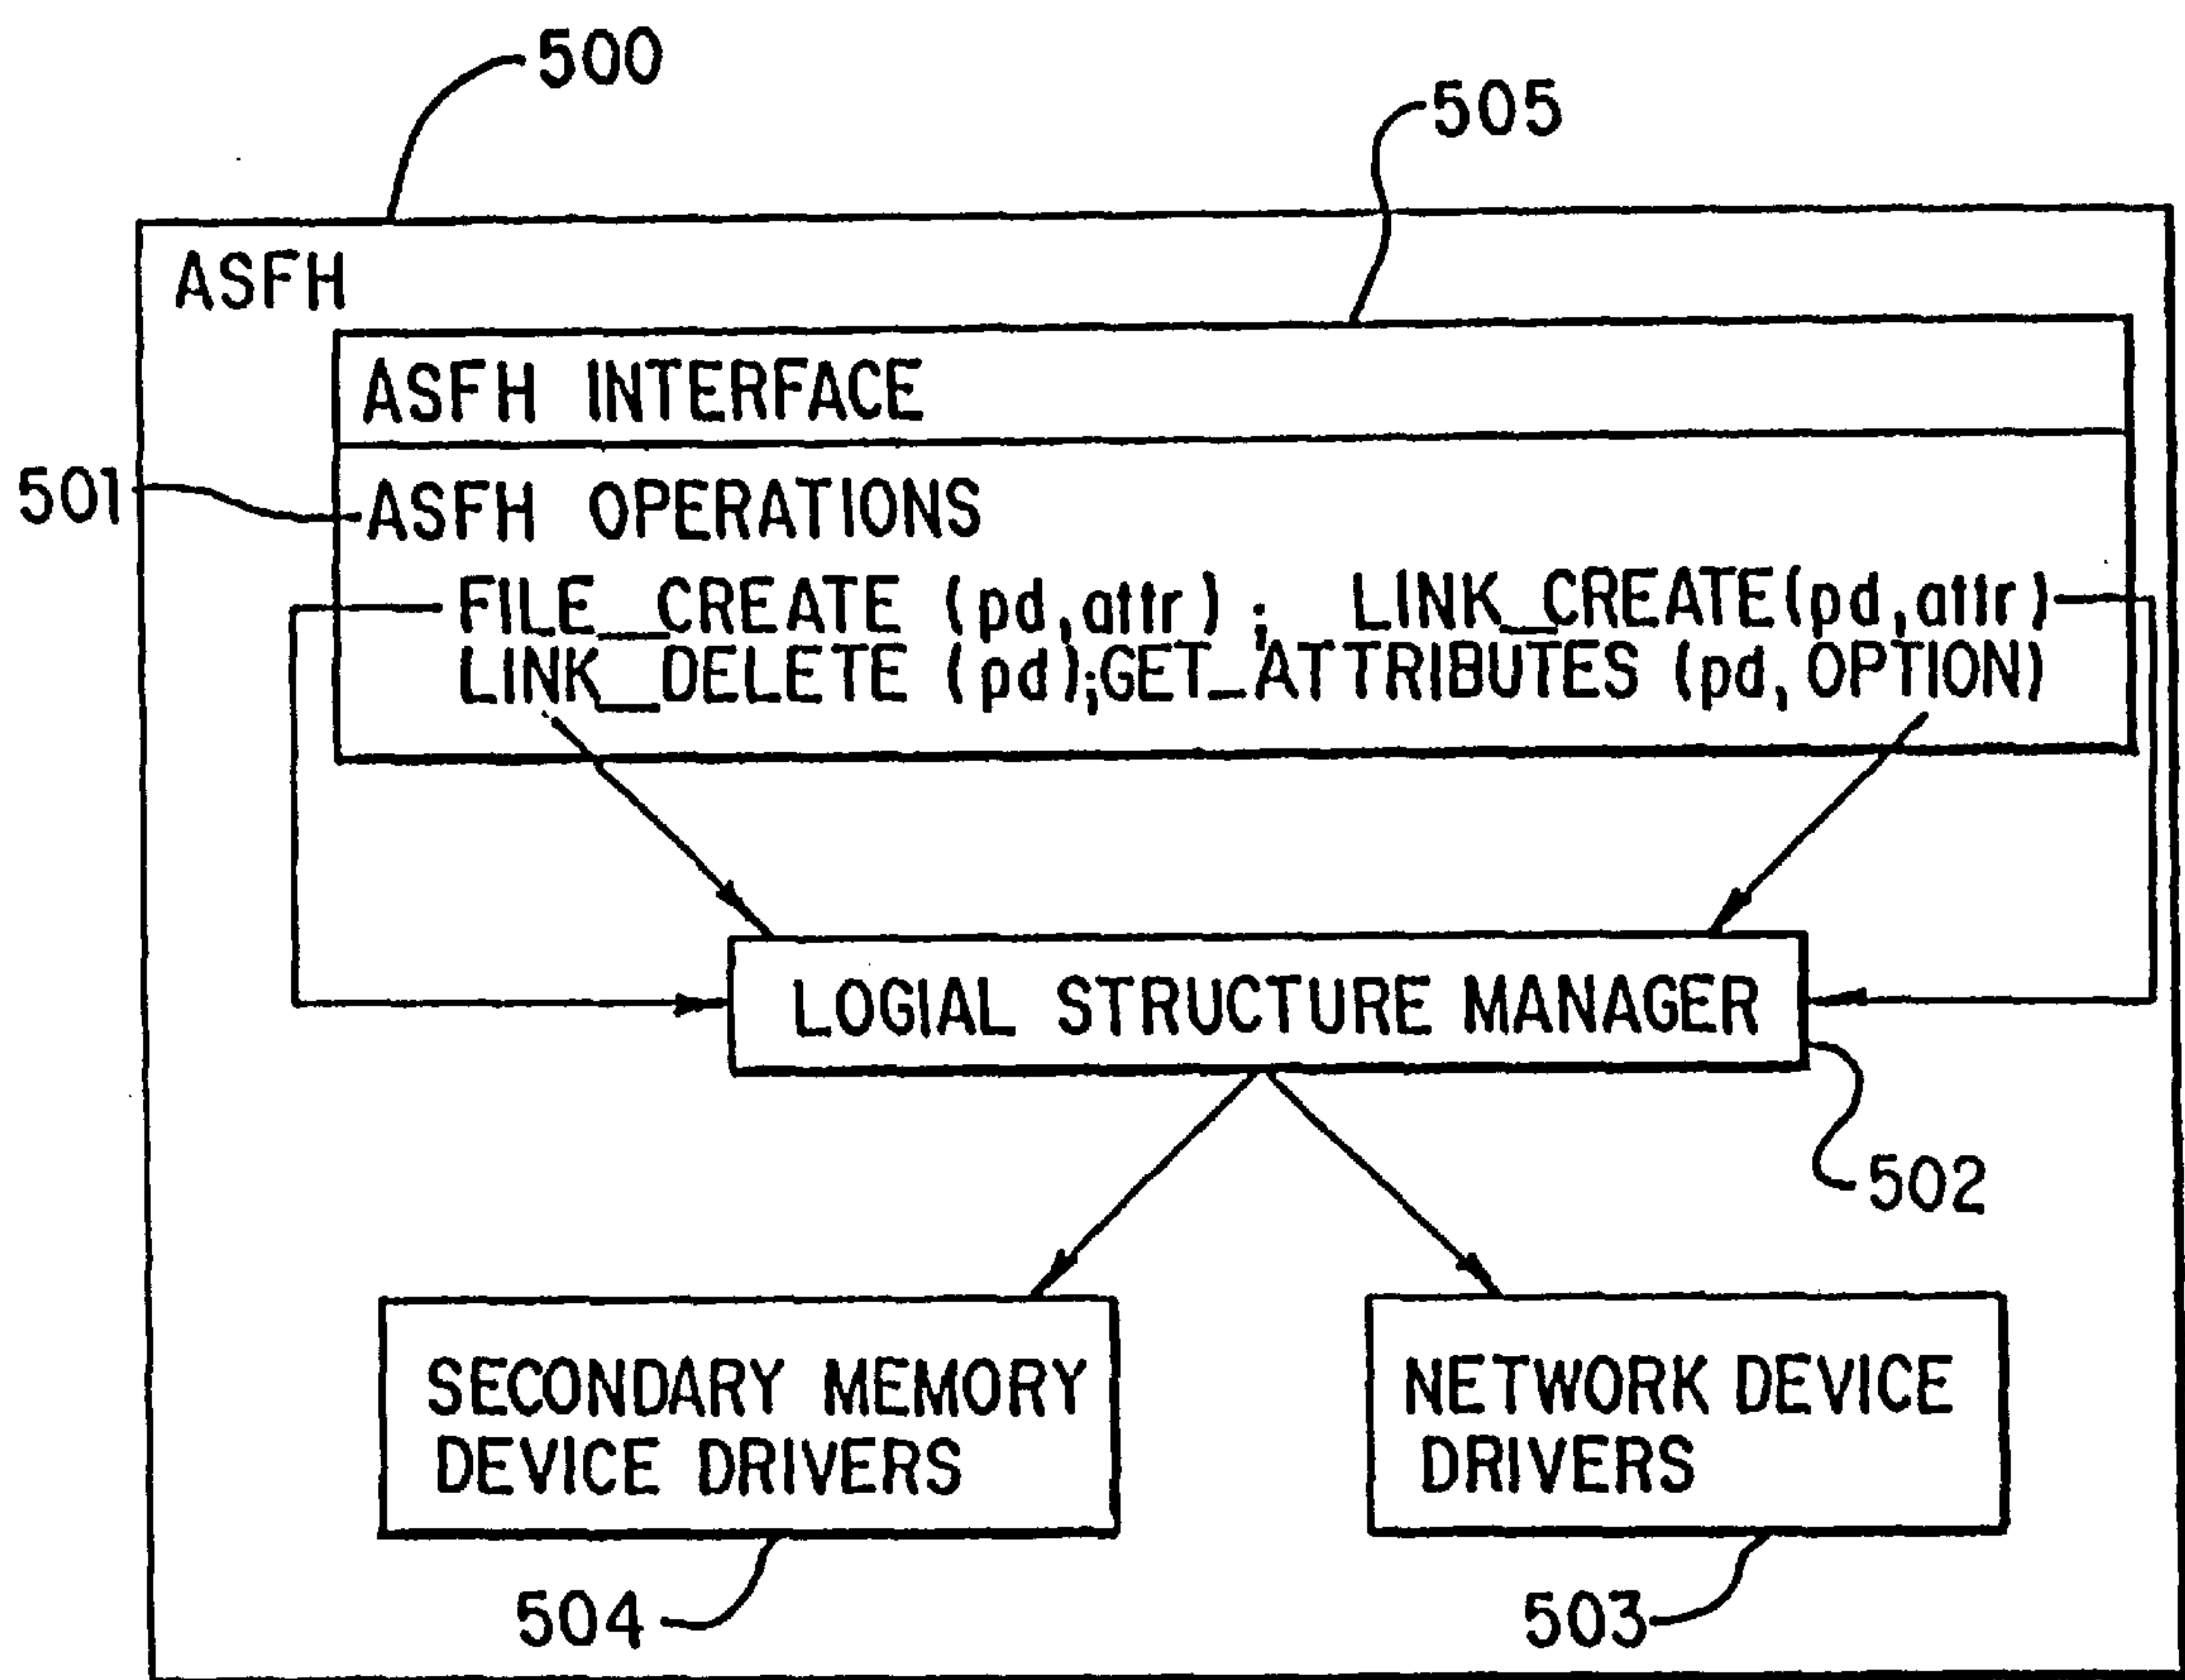 500
505
ASFH
ASFH INTERFACE
501
ASFH OPERATIONS
FILE_CREATE (pd,attr) ; LINK_CREATE(pd,attr)
LINK_DELETE (pd);GET_ATTRIBUTES (pd, OPTION)
LOGIAL STRUCTURE MANAGER
502
SECONDARY MEMORY
DEVICE DRIVERS
NETWORK DEVICE
DRIVERS
504
503